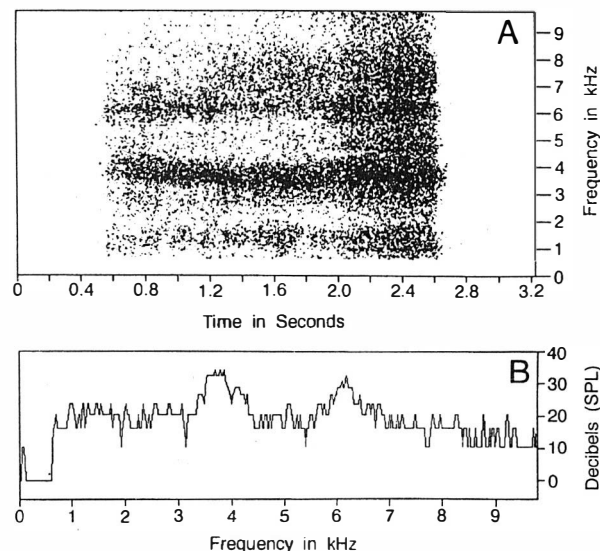 A
9
8
7
6
5
4
3
2
1
0
Frequency in kHz
0 0.4 0.8 1.2 1.6 2.0 2.4 2.8 3.2
Time in Seconds
B
40
30
20
10
0
Decibels (SPL)
0 1 2 3 4 5 6 7 8 9
Frequency in kHz